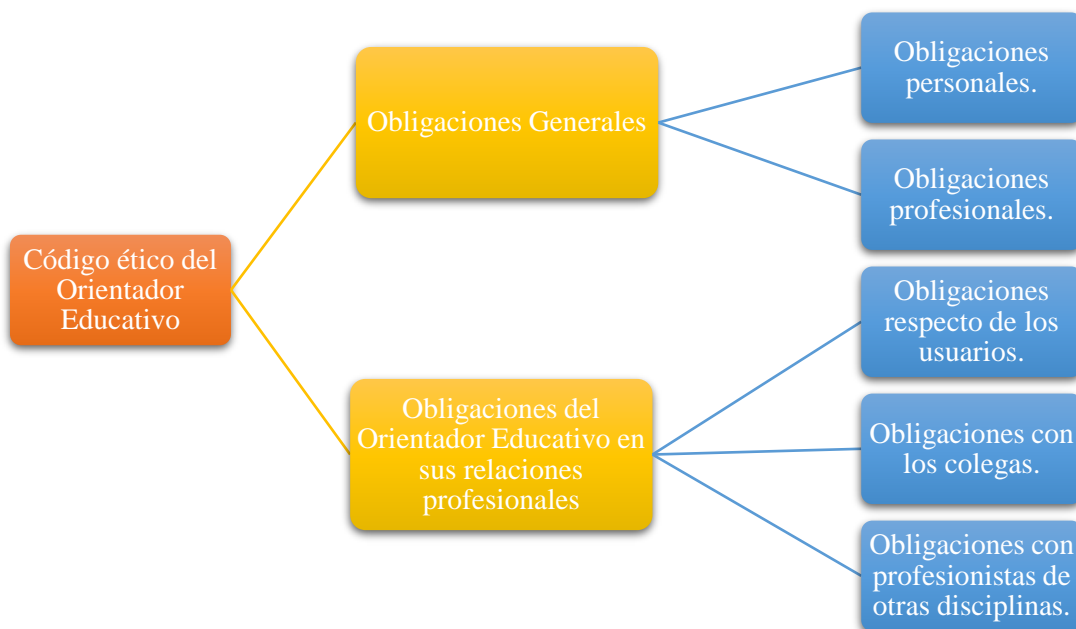 Código ético del
Orientador
Educativo
Obligaciones Generales
Obligaciones
personales.
Obligaciones
profesionales.
Obligaciones del
Orientador Educativo en
sus relaciones
profesionales
Obligaciones
respecto de los
usuarios.
Obligaciones con
los colegas.
Obligaciones con
profesionistas de
otras disciplinas.